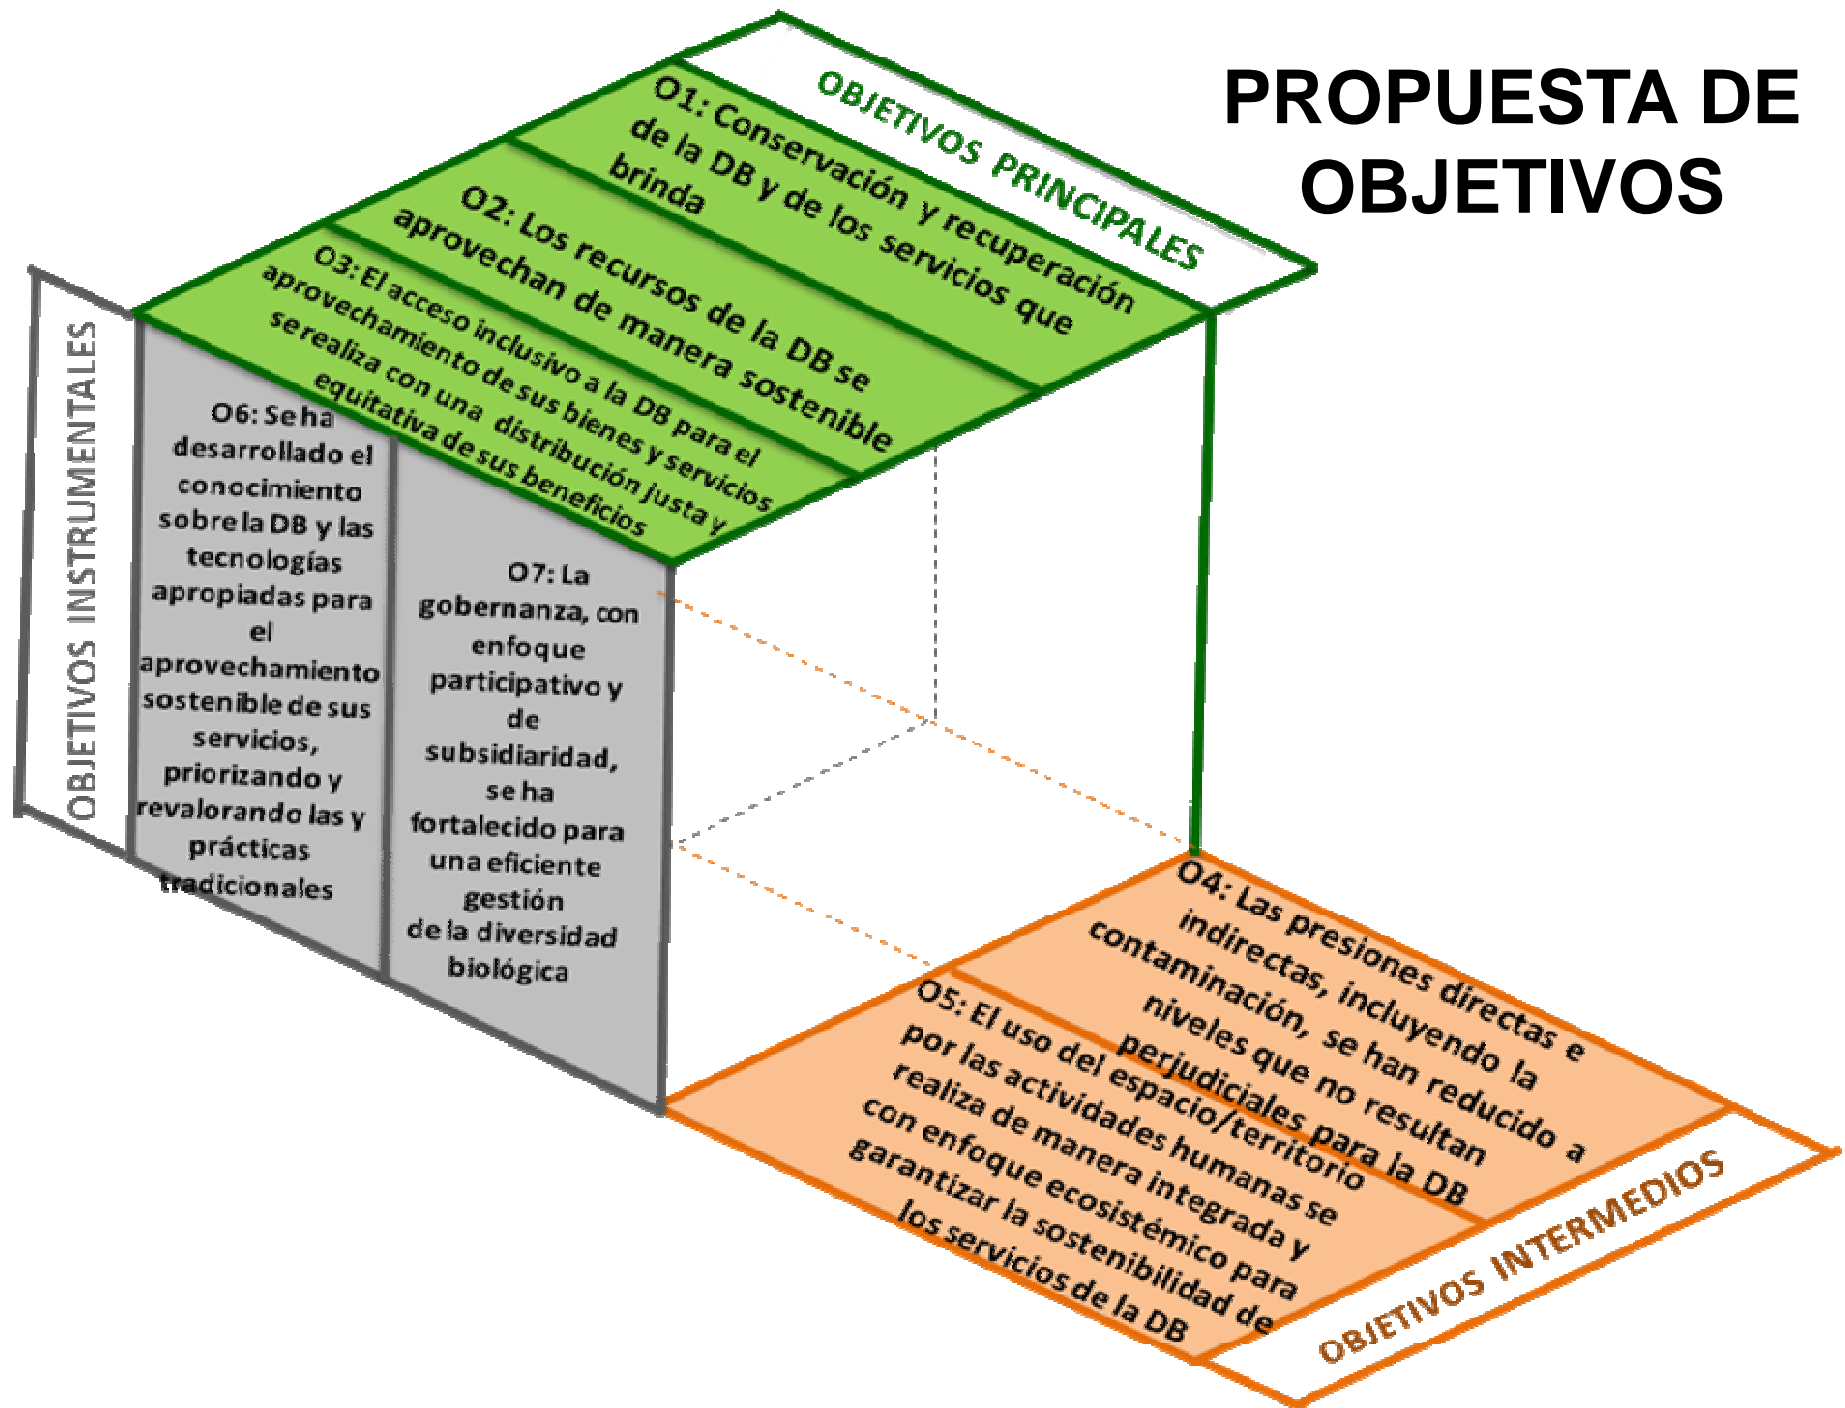 PROPUESTA DE
OBJETIVOS
OBJETIVOS PRINCIPALES
O1: Conservación y recuperación
de la DB y de los servicios que
brinda
O2: Los recursos de la DB se
aprovechan de manera sostenible
O3: El acceso inclusivo a la DB para el
aprovechamiento de sus bienes y servicios
se realiza con una distribución justa y
equitativa de sus beneficios
OBJETIVOS INSTRUMENTALES
O6: Se ha
desarrollado el
conocimiento
sobre la DB y las
tecnologías
apropiadas para
el
aprovechamiento
sostenible de sus
servicios,
priorizando y
revalorando las y
prácticas
tradicionales
O7: La
gobernanza, con
enfoque
participativo y
de
subsidiaridad,
se ha
fortalecido para
una eficiente
gestión
de la diversidad
biológica
O4: Las presiones directas e
indirectas, incluyendo la
contaminación, se han reducido a
niveles que no resultan
perjudiciales para la DB
O5: El uso del espacio/territorio
por las actividades humanas se
realiza de manera integrada y
con enfoque ecosistémico para
garantizar la sostenibilidad de
los servicios de la DB
OBJETIVOS INTERMEDIOS